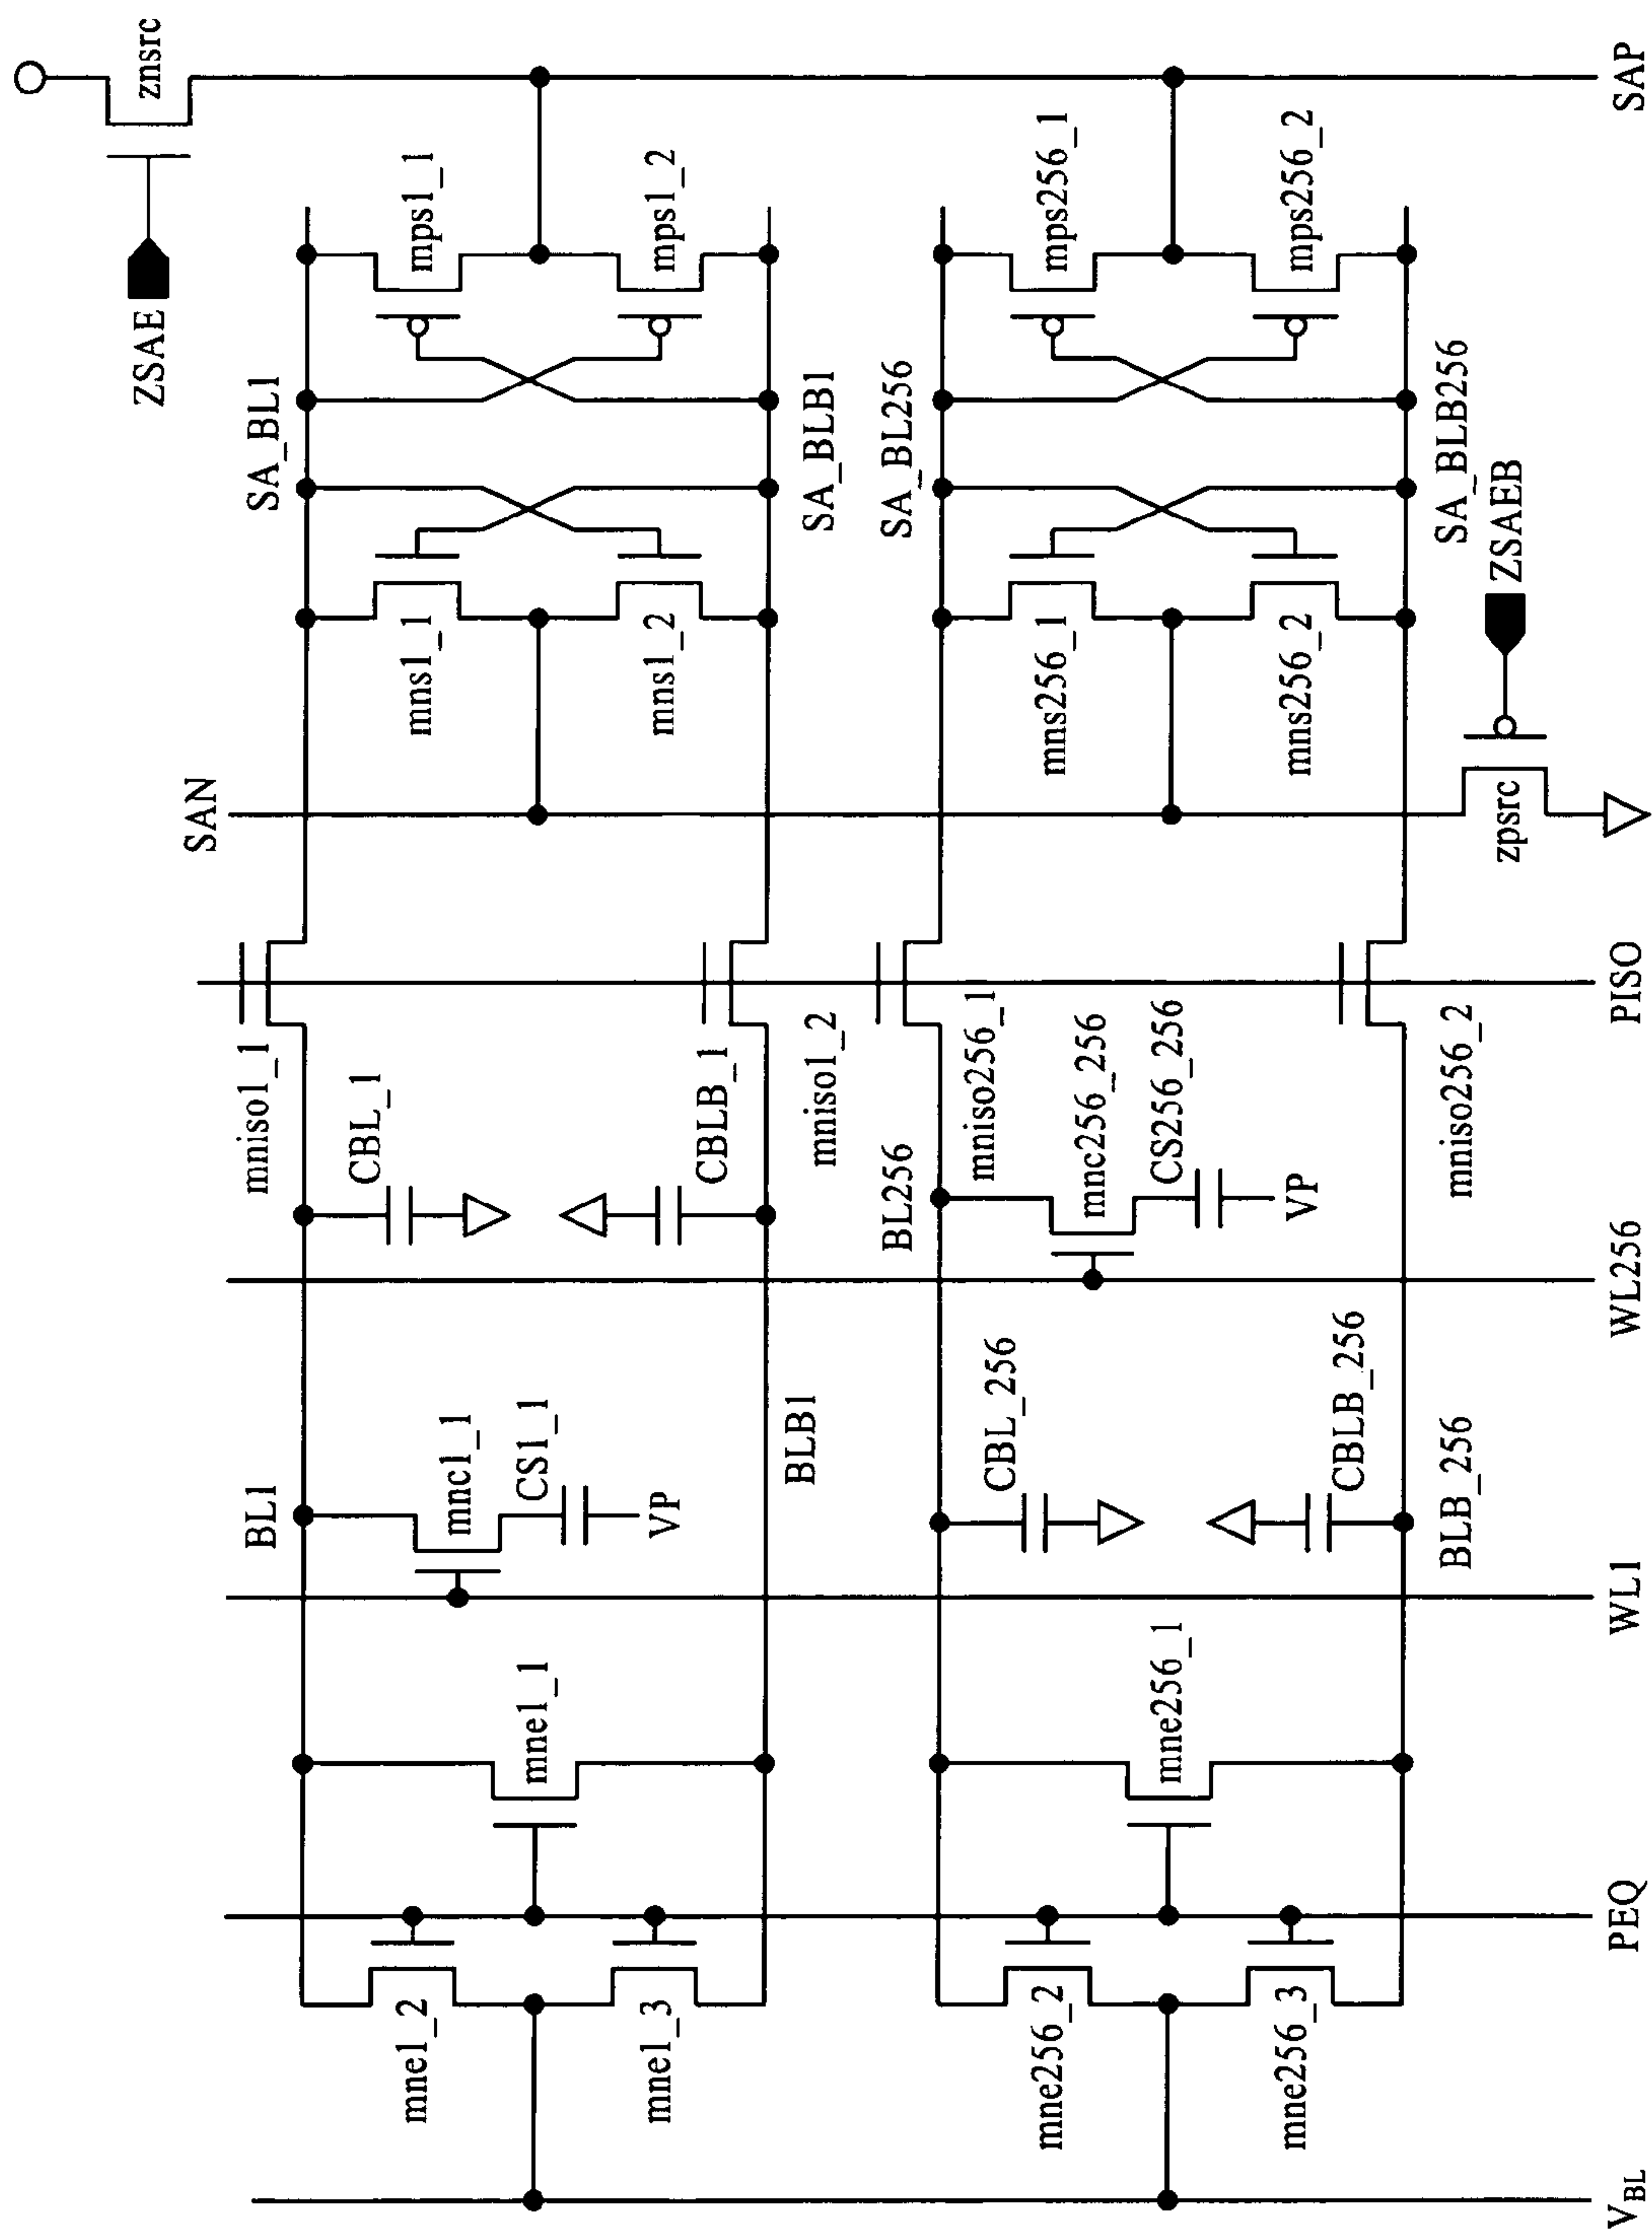 znsrc
ZSAE
SAP
SA_BL1
mps1_1
mps1_2
SA_BLB1
SA_BL256
mps256_1
mps256_2
SA_BLB256
ZSAEB
mns1_1
mns1_2
mns256_1
mns256_2
SAN
zpsrc
mniso1_1
CBL_1
CBLB_1
mniso1_2
mniso256_1
mniso256_2
PISO
BL256
mnc256_256
CS256_256
VP
WL256
BL1
mnc1_1
CS1_1
VP
BLB1
CBL_256
CBLB_256
BLB_256
WL1
mne1_1
mne256_1
PEQ
mne1_2
mne1_3
mne256_2
mne256_3
VBL